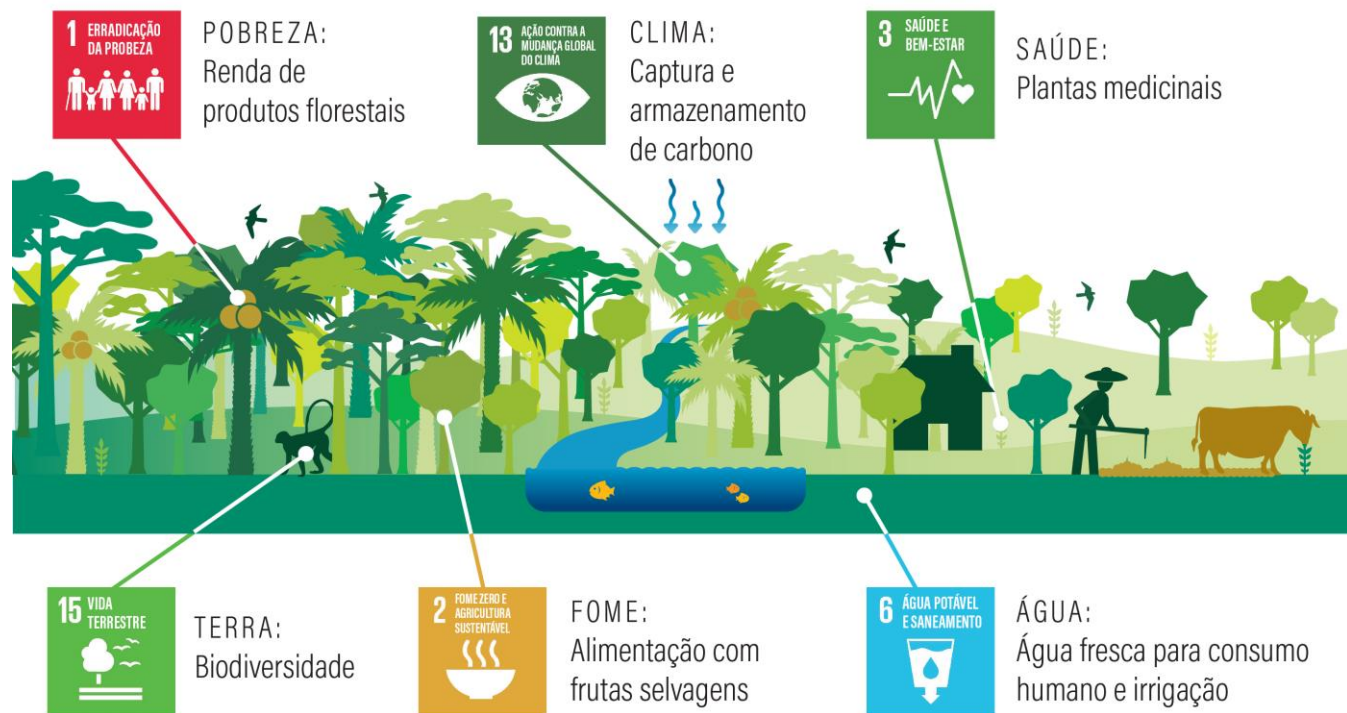 1 ERRADICAÇÃO
DA PROBEZA
POBREZA:
Renda de
produtos florestais
13 AÇÃO CONTRA A
MUDANÇA GLOBAL
DO CLIMA
CLIMA:
Captura e
armazenamento
de carbono
3 SAÚDE E
BEM-ESTAR
SAÚDE:
Plantas medicinais
15 VIDA
TERRESTRE
TERRA:
Biodiversidade
2 FOME ZERO E
AGRICULTURA
SUSTENTÁVEL
FOME:
Alimentação com
frutas selvagens
6 ÁGUA POTÁVEL
E SANEAMENTO
ÁGUA:
Água fresca para consumo
humano e irrigação